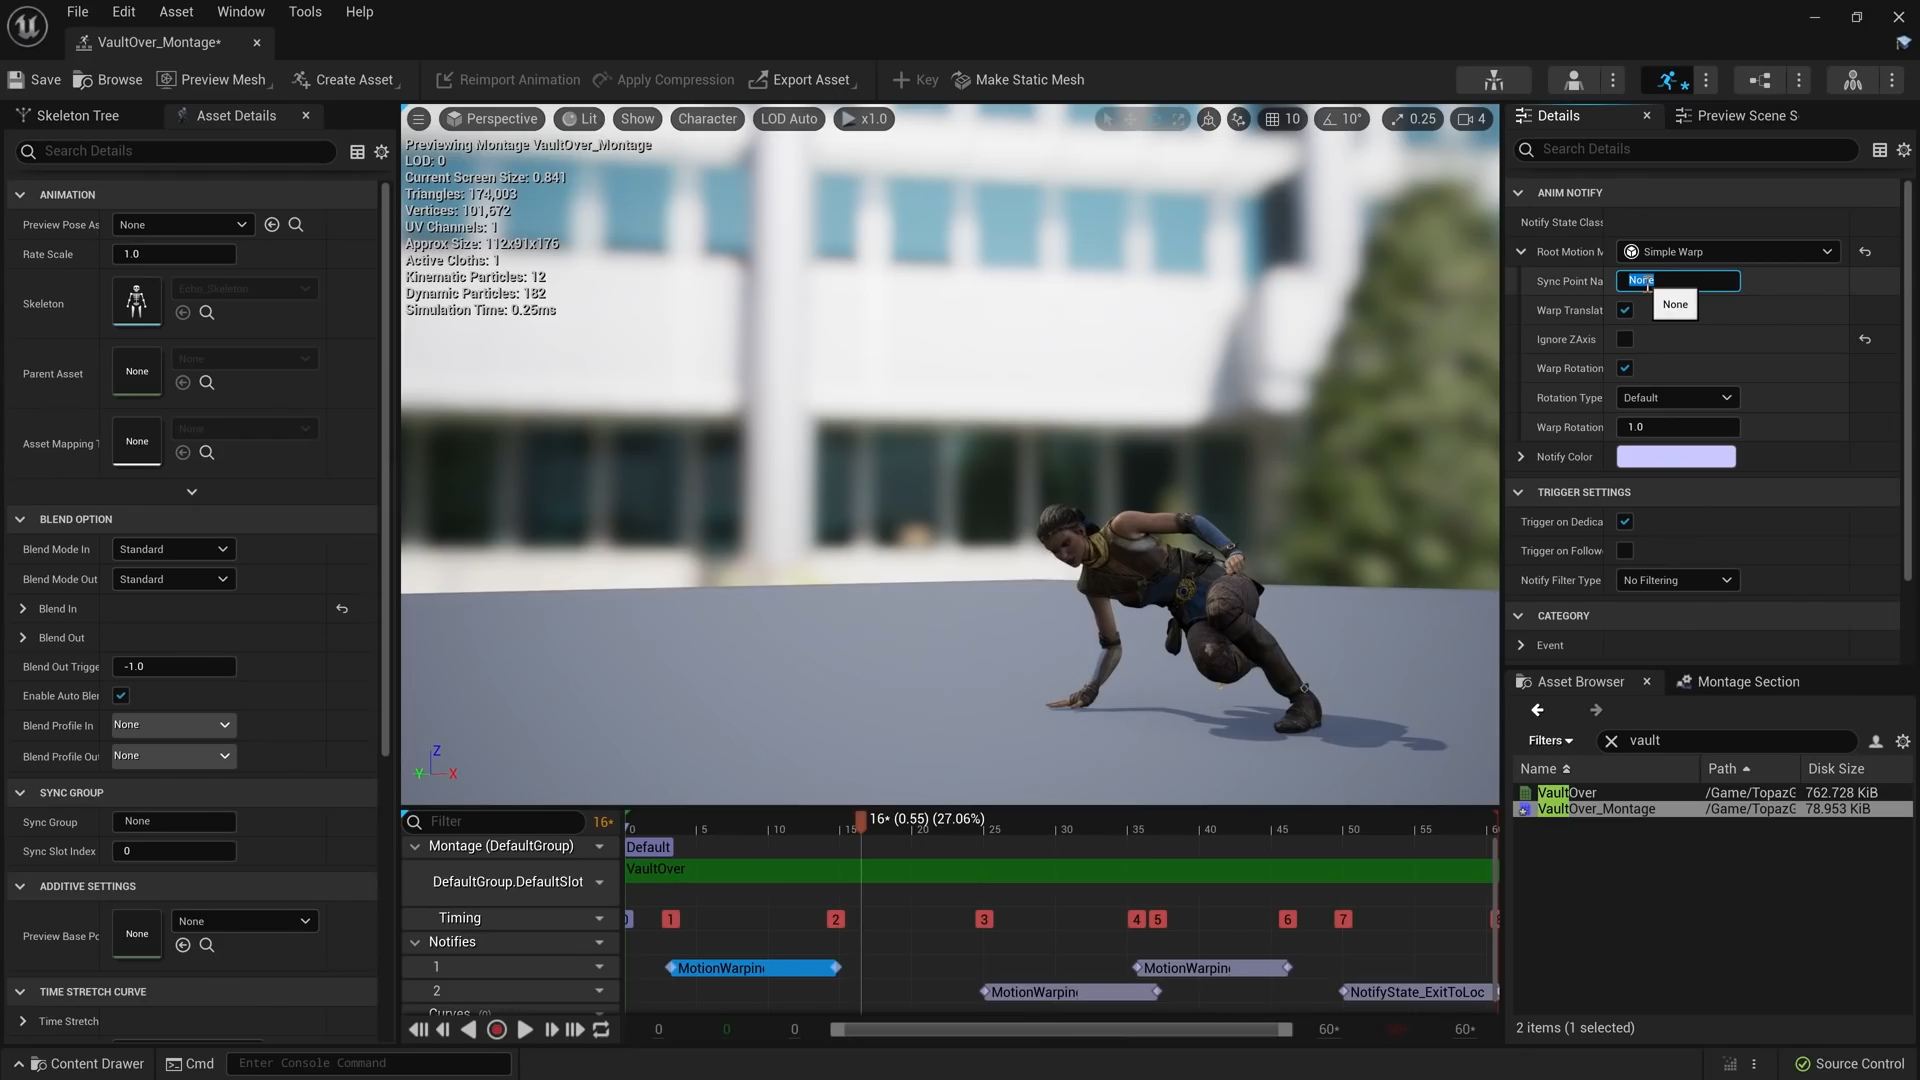 File Edit Asset Window Tools Help
VaultOver_Montage*
Save Browse Preview Mesh Create Asset Reimport Animation Apply Compression Export Asset Key Make Static Mesh
Skeleton Tree
Asset Details
Search Details
ANIMATION
Preview Pose As None
Rate Scale 1.0
Skeleton Echo_Skeleton
Parent Asset None None
Asset Mapping T None None
BLEND OPTION
Blend Mode In Standard
Blend Mode Out Standard
Blend In
Blend Out
Blend Out Trigge -1.0
Enable Auto Bler
Blend Profile In None
Blend Profile Out None
SYNC GROUP
Sync Group None
Sync Slot Index 0
ADDITIVE SETTINGS
Preview Base Po None None
TIME STRETCH CURVE
Time Stretch
Perspective Lit Show Character LOD Auto x1.0 10 10° 0.25 4
Previewing Montage VaultOver_Montage
LOD: 0
Current Screen Size: 0.841
Triangles: 174,003
Vertices: 101,672
UV Channels: 1
Approx Size: 112x91x176
Active Cloths: 1
Kinematic Particles: 12
Dynamic Particles: 182
Simulation Time: 0.25ms
Z
Y X
Filter 16*
16* (0.55) (27.06%)
0 5 10 15 20 25 30 35 40 45 50 55 60
Montage (DefaultGroup) Default
VaultOver
DefaultGroup.DefaultSlot
Timing 1 2 3 4 5 6 7
Notifies
1 MotionWarpin MotionWarpin
2 MotionWarpin NotifyState_ExitToLoc
Curves (0)
0 0 0 60* 60*
Details
Preview Scene S
Search Details
ANIM NOTIFY
Notify State Class
Root Motion M Simple Warp
Sync Point Na None
None
Warp Translat
Ignore ZAxis
Warp Rotation
Rotation Type Default
Warp Rotation 1.0
Notify Color
TRIGGER SETTINGS
Trigger on Dedica
Trigger on Follow
Notify Filter Type No Filtering
CATEGORY
Event
Asset Browser
Montage Section
Filters vault
Name Path Disk Size
VaultOver /Game/TopazG 762.728 KiB
VaultOver_Montage /Game/TopazG 78.953 KiB
2 items (1 selected)
Content Drawer Cmd Enter Console Command Source Control